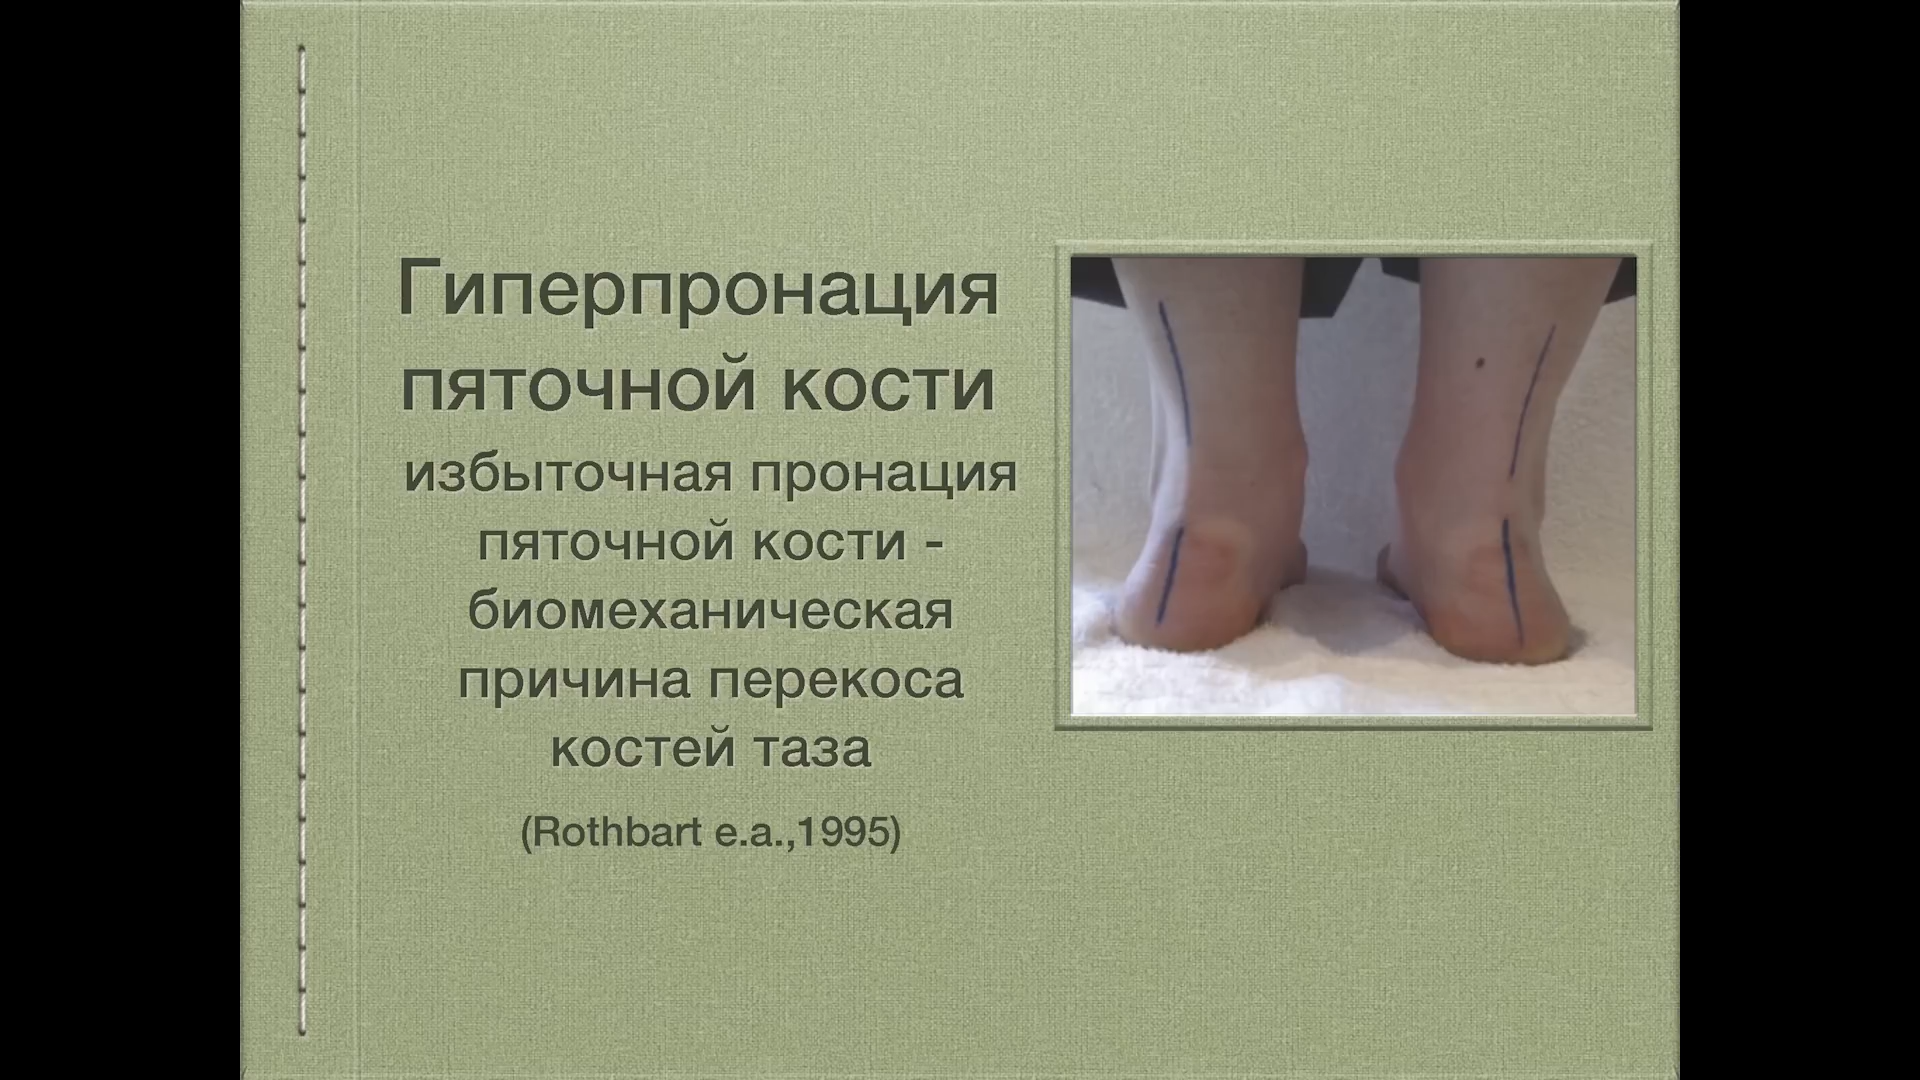 Гиперпронация
пяточной кости
избыточная пронация
пяточной кости -
биомеханическая
причина перекоса
костей таза
(Rothbart e.a.,1995)